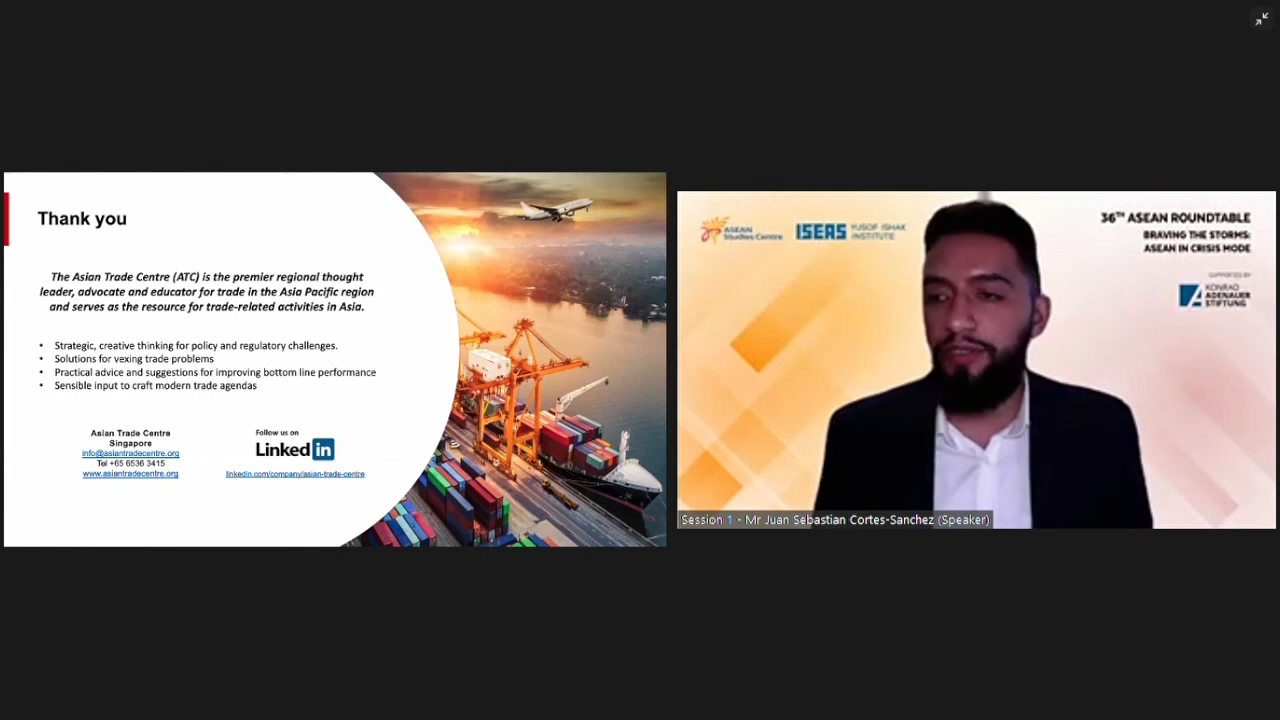 Thank you
The Asian Trade Centre (ATC) is the premier regional thought
leader, advocate and educator for trade in the Asia Pacific region
and serves as the resource for trade-related activities in Asia.
• Strategic, creative thinking for policy and regulatory challenges.
• Solutions for vexing trade problems
• Practical advice and suggestions for improving bottom line performance
• Sensible input to craft modern trade agendas
Asian Trade Centre
Singapore
info@asiantradecentre.org
Tel +65 6536 3415
www.asiantradecentre.org
Follow us on
Linked in
linkedin.com/company/asian-trade-centre
ASEAN
Studies Centre
ISEAS YUSOF ISHAK
INSTITUTE
36TH ASEAN ROUNDTABLE
BRAVING THE STORMS:
ASEAN IN CRISIS MODE
SUPPORTED BY
KONRAD
ADENAUER
STIFTUNG
Session 1 - Mr Juan Sebastian Cortes-Sanchez (Speaker)